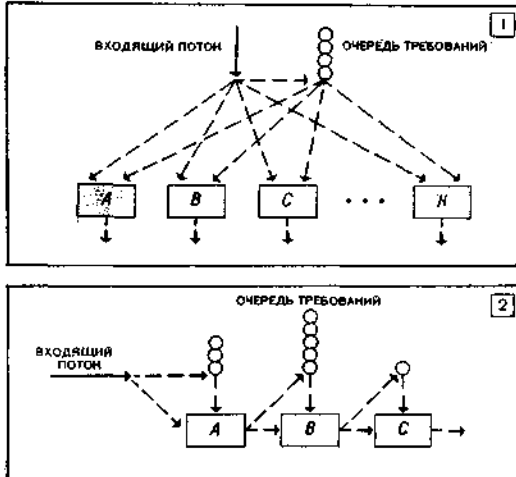 1
ВХОДЯЩИЙ ПОТОК
ОЧЕРЕДЬ ТРЕБОВАНИЙ
A
B
C
...
N
2
ОЧЕРЕДЬ ТРЕБОВАНИЙ
ВХОДЯЩИЙ
ПОТОК
A
B
C